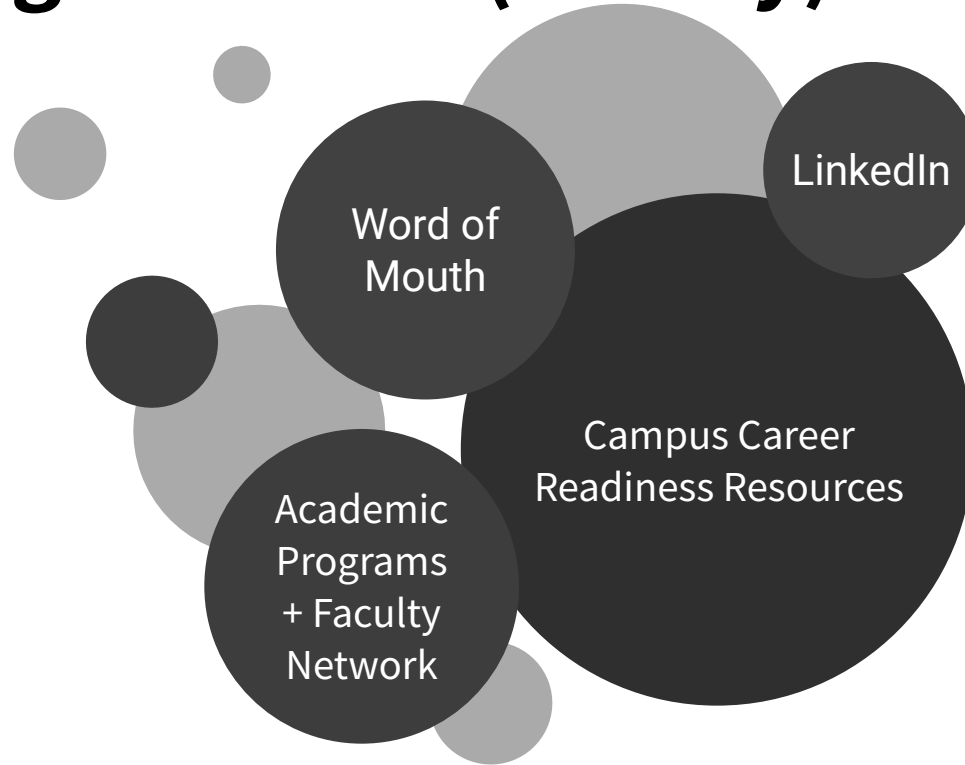 LinkedIn
Word of
Mouth
Campus Career
Readiness Resources
Academic
Programs
+ Faculty
Network